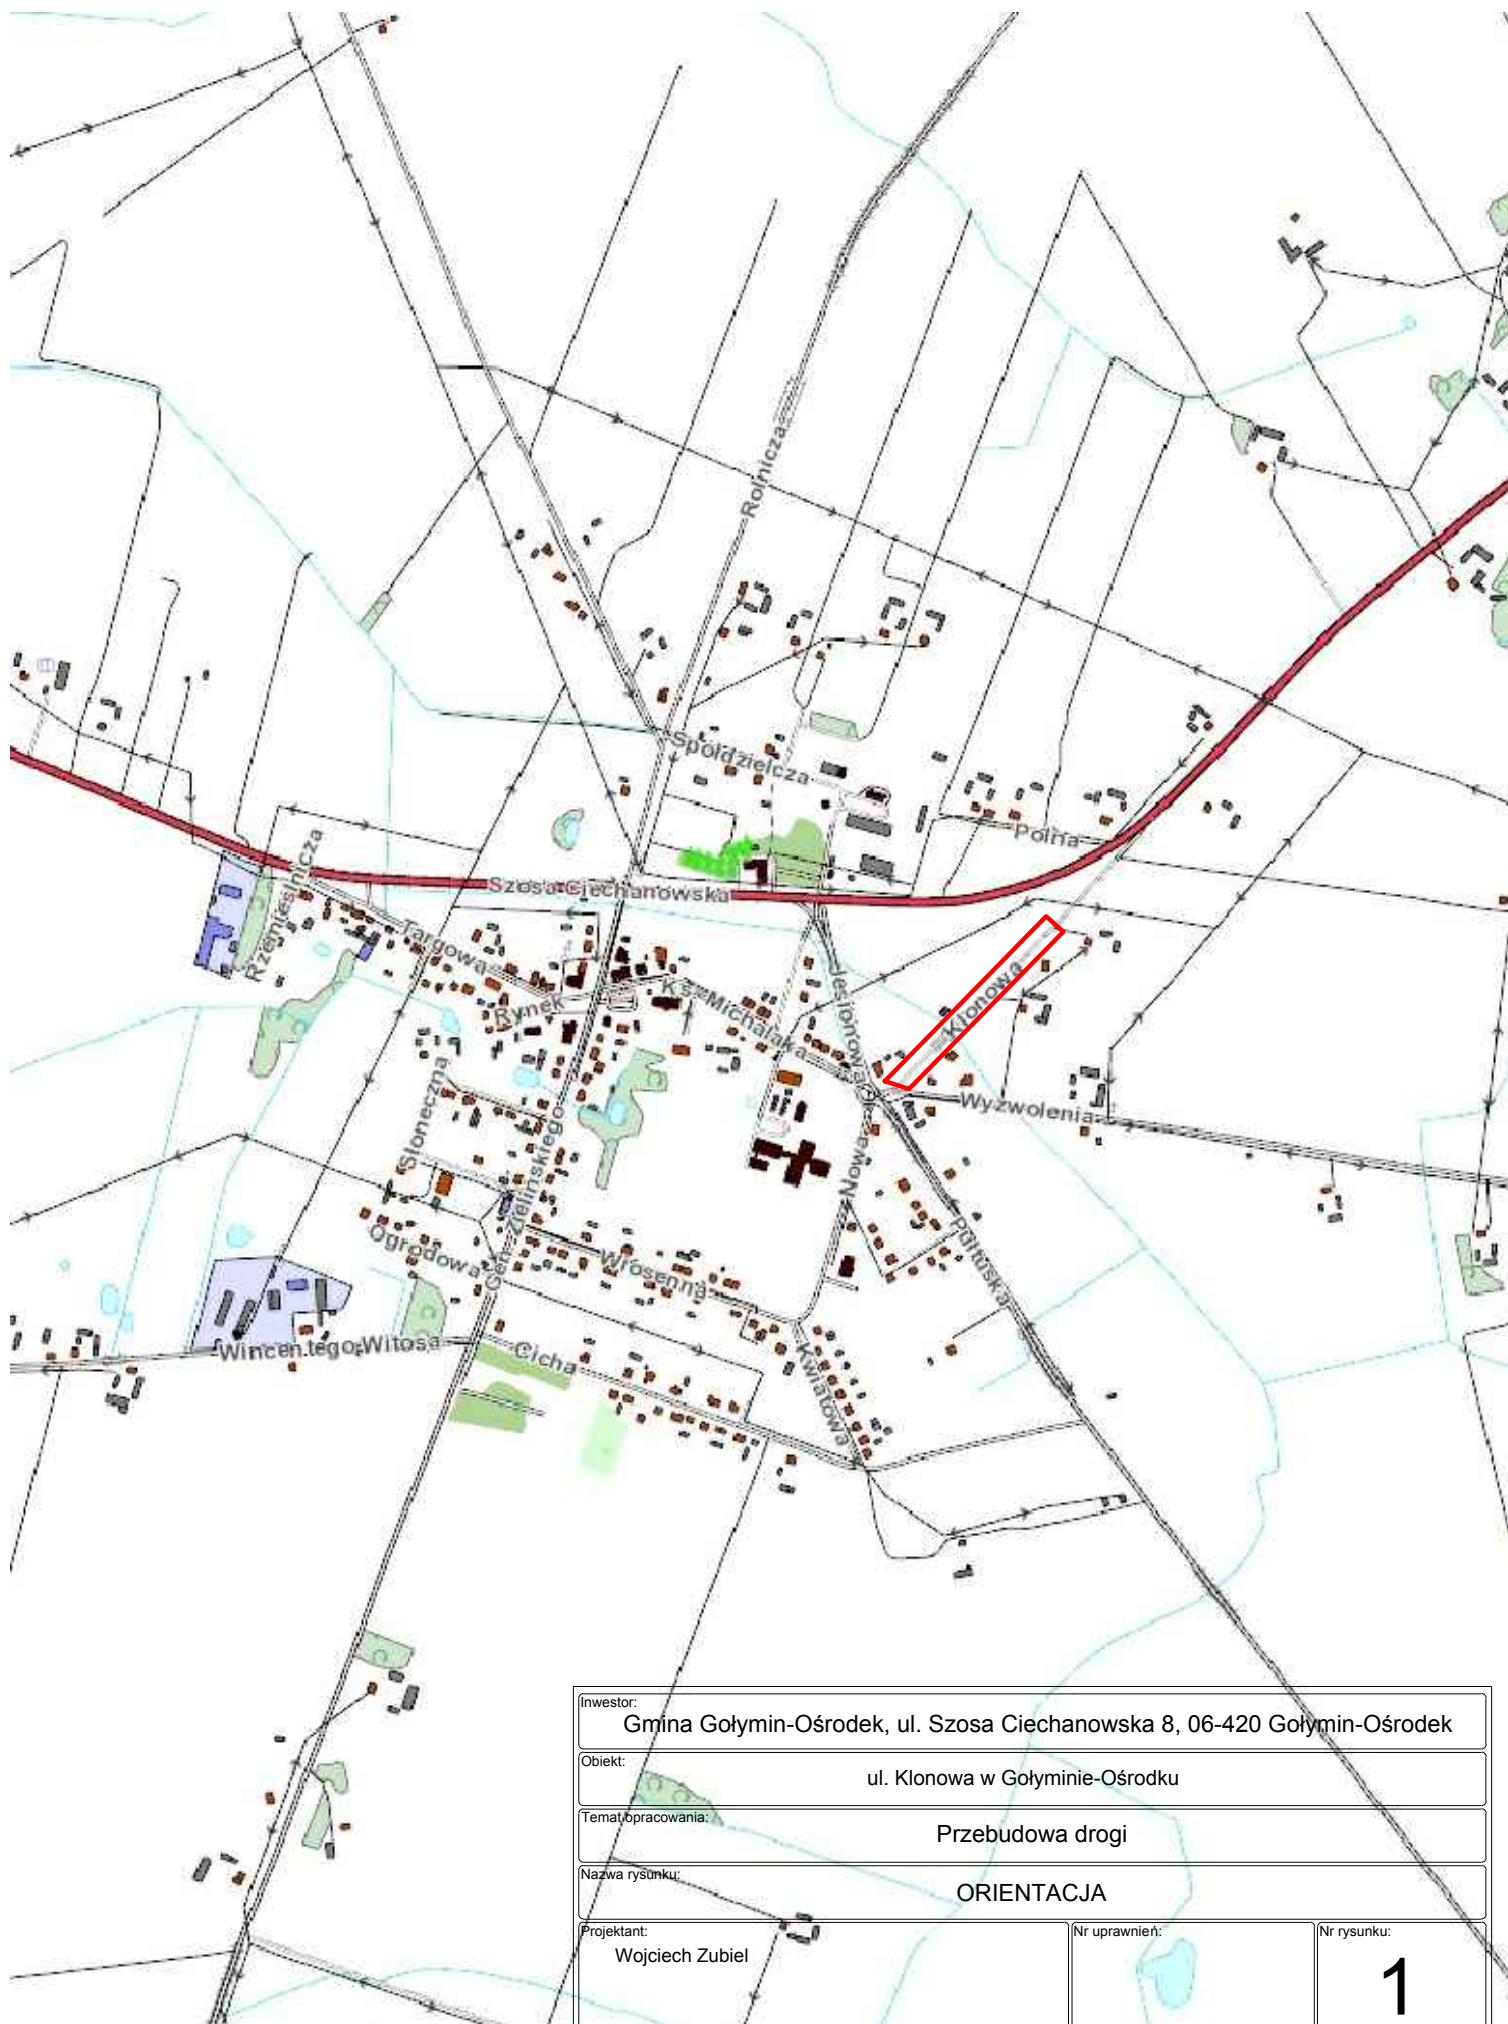 Rolnicza
Spółdzielcza
Polna
Szosa Ciechanowska
Rzemieślnicza
Targowa
Rynek
Ks. Michalaka
Jesionowa
Klonowa
Wyzwolenia
Słoneczna
Gen. Zielińskiego
Nowa
Pułtuska
Ogrodowa
Wiosenna
Wincentego Witosa
Cicha
Kwiatowa
Inwestor:
Gmina Gołymin-Ośrodek, ul. Szosa Ciechanowska 8, 06-420 Gołymin-Ośrodek
Obiekt:
ul. Klonowa w Gołyminie-Ośrodku
Temat opracowania:
Przebudowa drogi
Nazwa rysunku:
ORIENTACJA
Projektant:
Wojciech Zubiel
Nr uprawnień:
Nr rysunku:
1